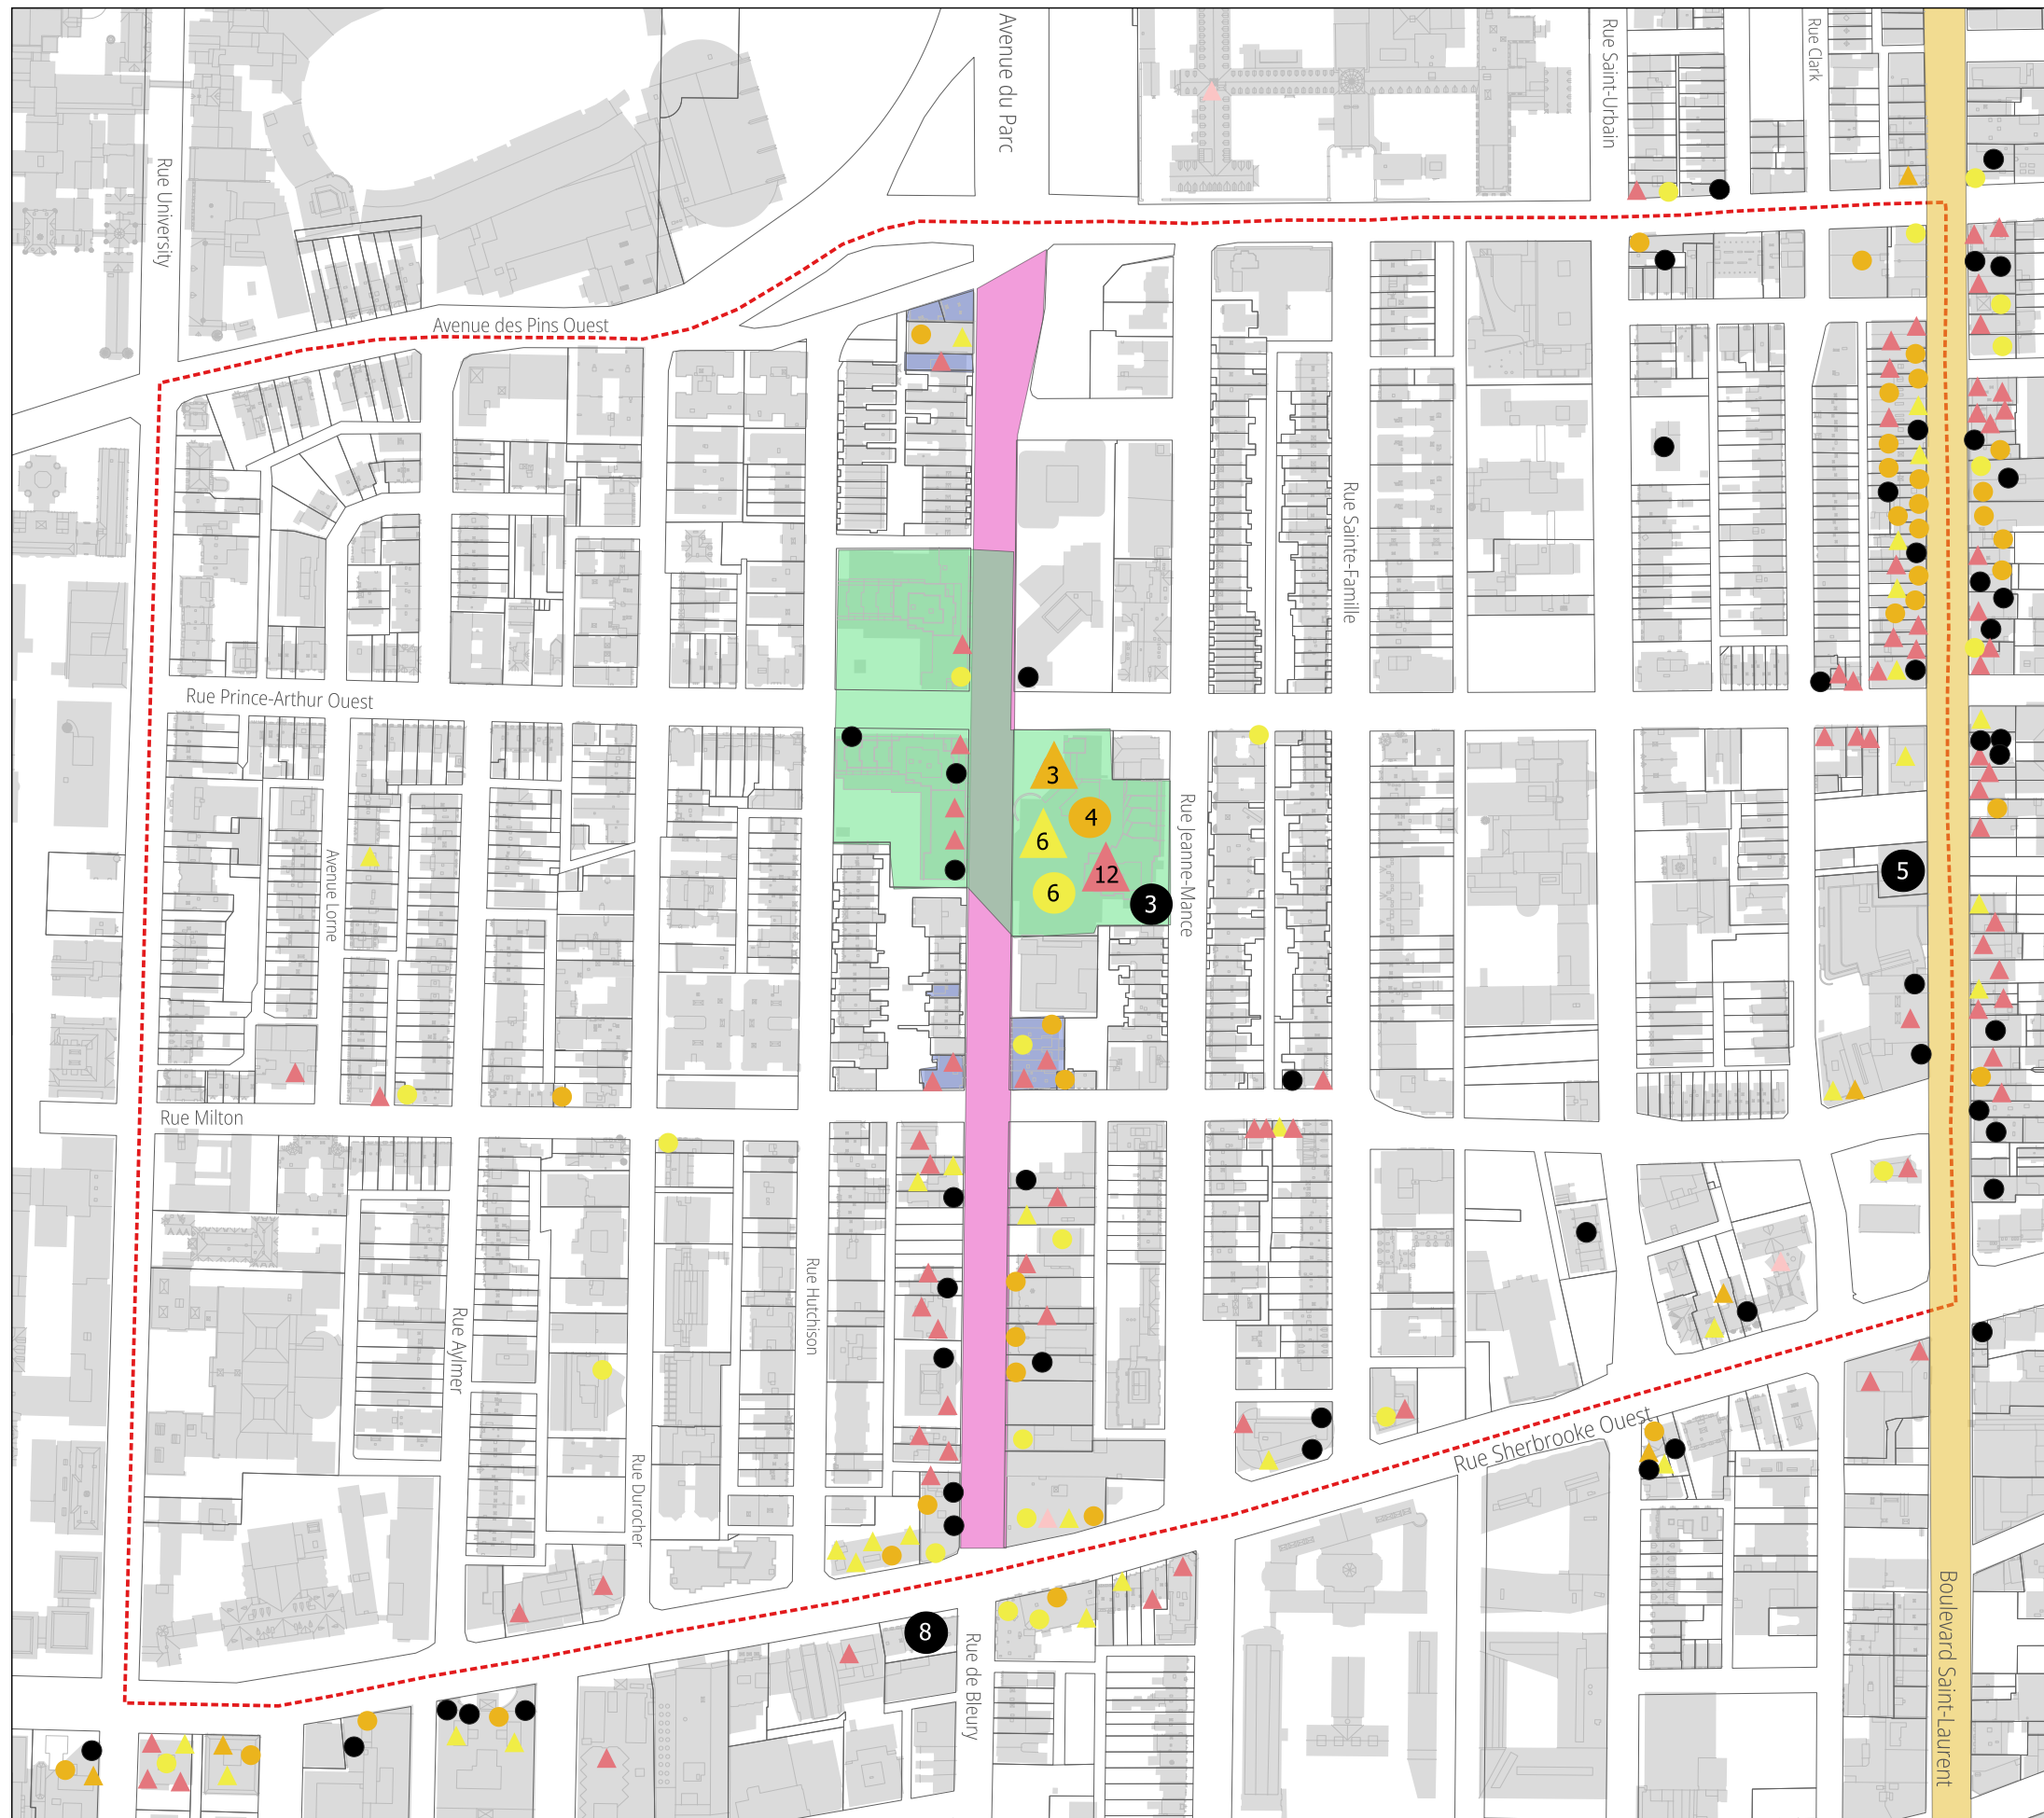 Avenue du Parc
Rue Saint-Urbain
Rue Clark
Rue University
Avenue des Pins Ouest
Rue Sainte-Famille
Rue Prince-Arthur Ouest
3
4
6
12
6
3
5
Rue Jeanne-Mance
Avenue Lorne
Rue Milton
Rue Hutchison
Rue Aylmer
Rue Durocher
Rue Sherbrooke Ouest
8
Rue de Bleury
Boulevard Saint-Laurent